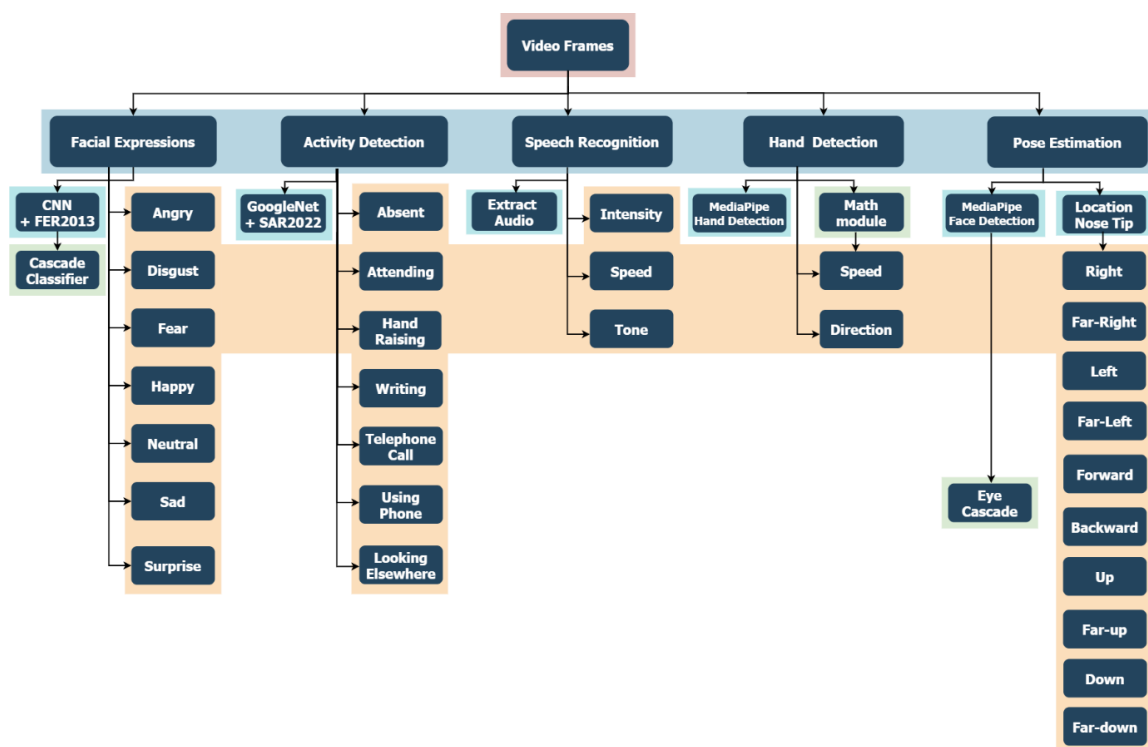 Video Frames
Facial Expressions
Activity Detection
Speech Recognition
Hand Detection
Pose Estimation
CNN
+ FER2013
Cascade
Classifier
Angry
Disgust
Fear
Happy
Neutral
Sad
Surprise
GoogleNet
+ SAR2022
Absent
Attending
Hand
Raising
Writing
Telephone
Call
Using
Phone
Looking
Elsewhere
Extract
Audio
Intensity
Speed
Tone
MediaPipe
Hand Detection
Math
module
Speed
Direction
MediaPipe
Face Detection
Eye
Cascade
Location
Nose Tip
Right
Far-Right
Left
Far-Left
Forward
Backward
Up
Far-up
Down
Far-down